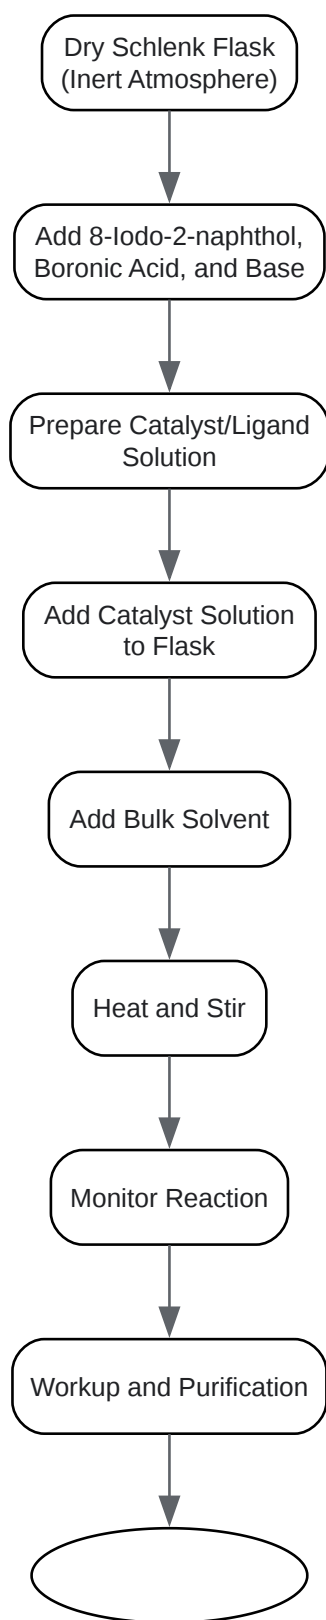 Dry Schlenk Flask
(Inert Atmosphere)
Add 8-Iodo-2-naphthol,
Boronic Acid, and Base
Prepare Catalyst/Ligand
Solution
Add Catalyst Solution
to Flask
Add Bulk Solvent
Heat and Stir
Monitor Reaction
Workup and Purification